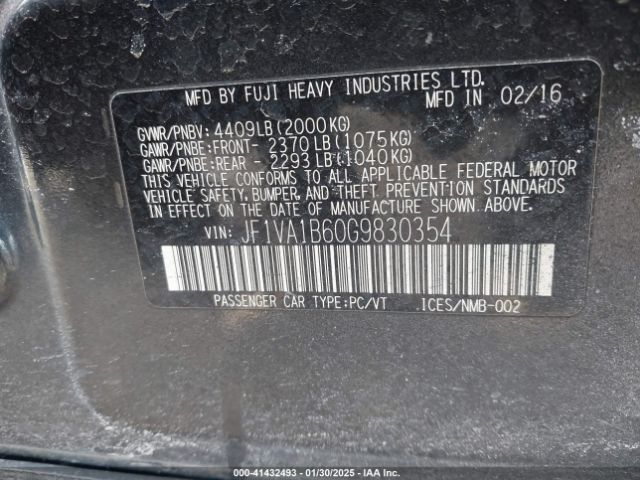 MFD BY FUJI HEAVY INDUSTRIES LTD.
MFD IN 02/16
GVWR/PNBV: 4409LB(2000KG)
GAWR/PNBE:FRONT- 2370LB(1075KG)
GAWR/PNBE:REAR - 2293LB(1040KG)
THIS VEHICLE CONFORMS TO ALL APPLICABLE FEDERAL MOTOR
VEHICLE SAFETY, BUMPER, AND THEFT PREVENTION STANDARDS
IN EFFECT ON THE DATE OF MANUFACTURE SHOWN ABOVE.
VIN: JF1VA1B60G9830354
PASSENGER CAR TYPE:PC/VT ICES/NMB-002
000-41432493 - 01/30/2025 - IAA Inc.